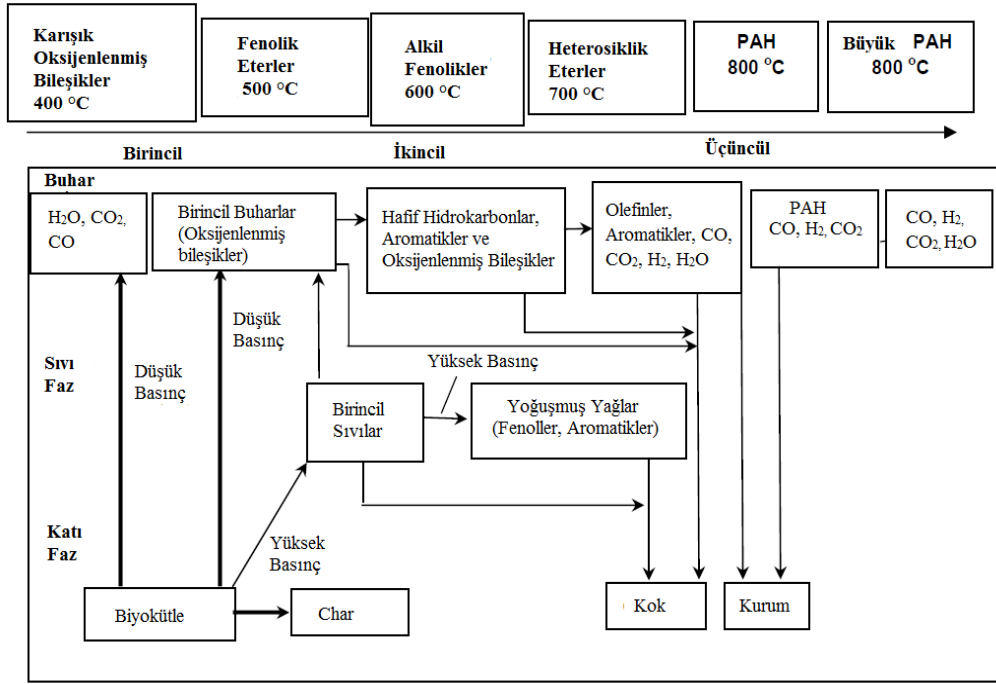 Karışık
Oksijenlenmiş
Bileşikler
400 °C
Fenolik
Eterler
500 °C
Alkil
Fenolikler
600 °C
Heterosiklik
Eterler
700 °C
PAH
800 °C
Büyük PAH
800 °C
Birincil
İkincil
Üçüncül
Buhar
H2O, CO2,
CO
Birincil Buharlar
(Oksijenlenmiş
bileşikler)
Hafif Hidrokarbonlar,
Aromatikler ve
Oksijenlenmiş Bileşikler
Olefinler,
Aromatikler, CO,
CO2, H2, H2O
PAH
CO, H2, CO2
CO, H2,
CO2, H2O
Düşük
Basınç
Düşük
Basınç
Yüksek Basınç
Sıvı
Faz
Birincil
Sıvılar
Yoğuşmuş Yağlar
(Fenoller, Aromatikler)
Katı
Faz
Yüksek
Basınç
Biyokütle
Char
Kok
Kurum